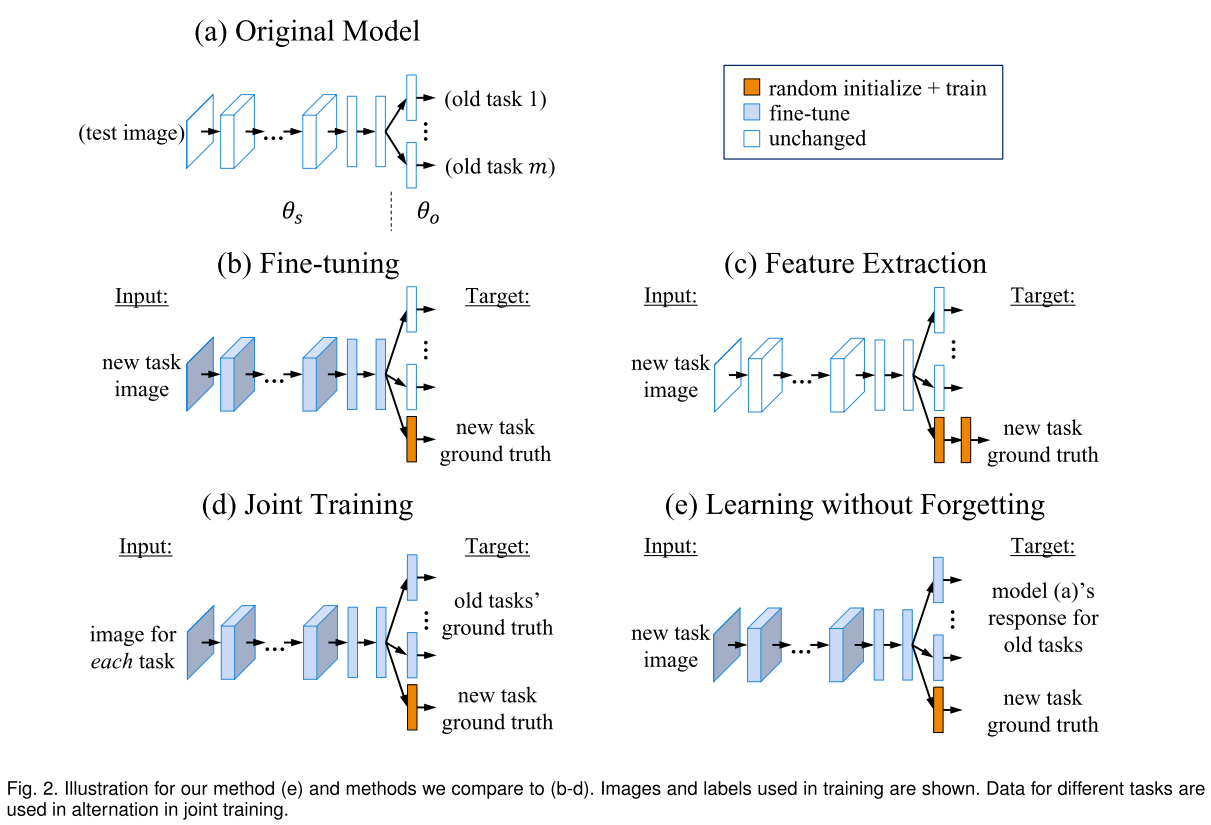 (a) Original Model
(test image)
...
(old task 1)
⋮
(old task m)
θs
θo
random initialize + train
fine-tune
unchanged
(b) Fine-tuning
Input:
Target:
new task
image
...
⋮
new task
ground truth
(c) Feature Extraction
Input:
Target:
new task
image
...
⋮
new task
ground truth
(d) Joint Training
Input:
Target:
image for
each task
...
old tasks’
⋮
ground truth
new task
ground truth
(e) Learning without Forgetting
Input:
Target:
new task
image
...
⋮
model (a)’s
response for
old tasks
new task
ground truth
Fig. 2. Illustration for our method (e) and methods we compare to (b-d). Images and labels used in training are shown. Data for different tasks are
used in alternation in joint training.